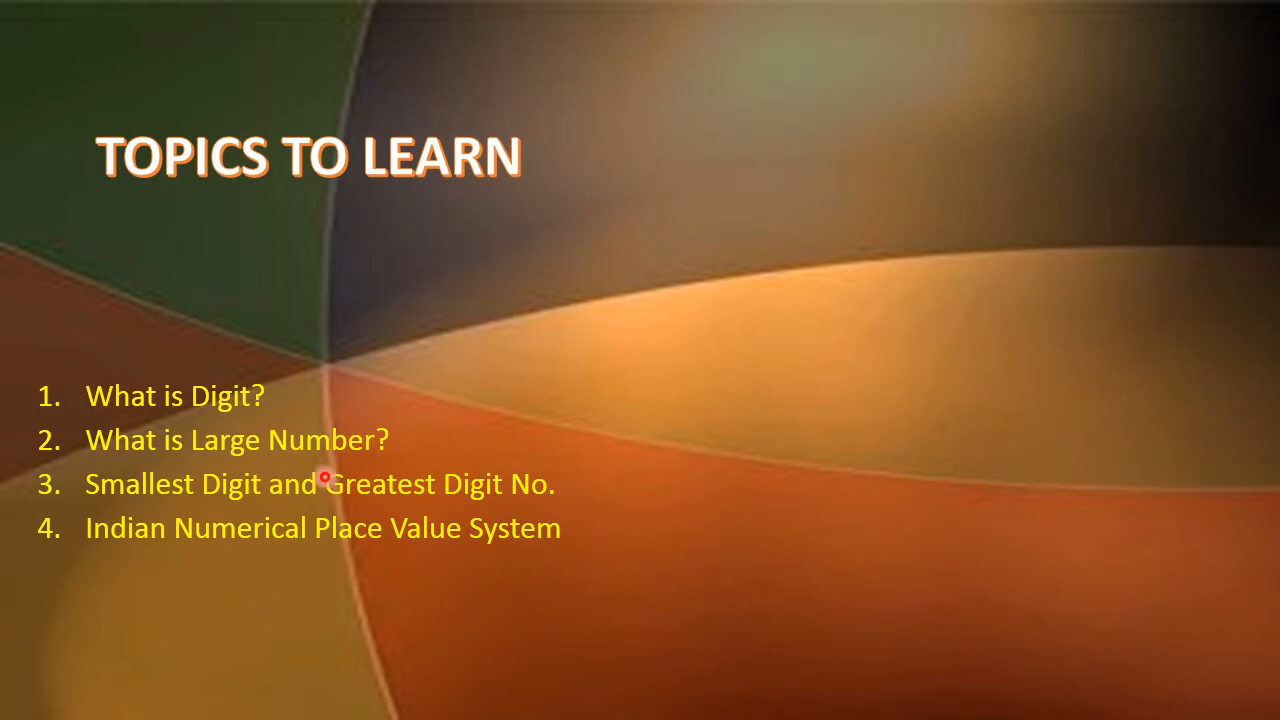 TOPICS TO LEARN
1. What is Digit?
2. What is Large Number?
3. Smallest Digit and Greatest Digit No.
4. Indian Numerical Place Value System